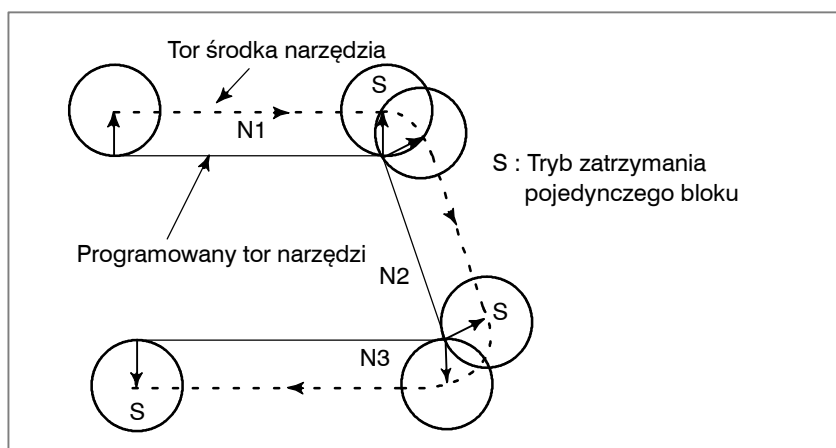 Tor środka narzędzia
S
N1
S : Tryb zatrzymania
pojedynczego bloku
Programowany tor narzędzi
N2
S
N3
S